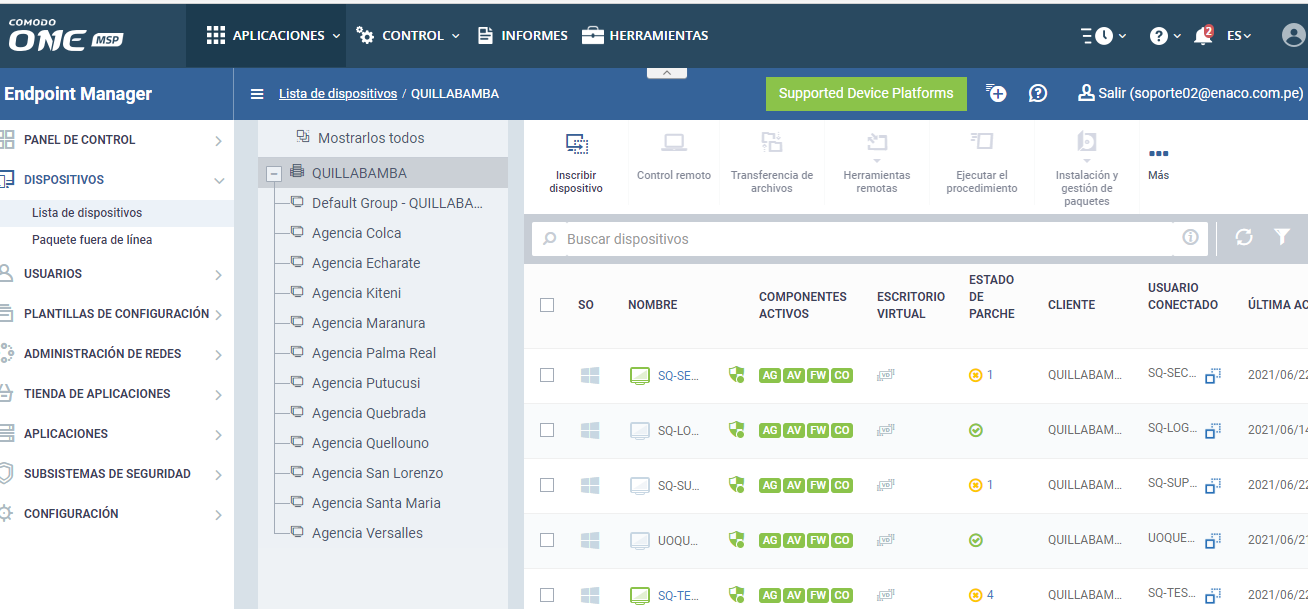 COMODO
ONE MSP
APLICACIONES
CONTROL
INFORMES
HERRAMIENTAS
2
ES
Endpoint Manager
Lista de dispositivos / QUILLABAMBA
Supported Device Platforms
Salir (soporte02@enaco.com.pe)
PANEL DE CONTROL
DISPOSITIVOS
Lista de dispositivos
Paquete fuera de línea
USUARIOS
PLANTILLAS DE CONFIGURACIÓN
ADMINISTRACIÓN DE REDES
TIENDA DE APLICACIONES
APLICACIONES
SUBSISTEMAS DE SEGURIDAD
CONFIGURACIÓN
Mostrarlos todos
QUILLABAMBA
Default Group - QUILLABA...
Agencia Colca
Agencia Echarate
Agencia Kiteni
Agencia Maranura
Agencia Palma Real
Agencia Putucusi
Agencia Quebrada
Agencia Quellouno
Agencia San Lorenzo
Agencia Santa Maria
Agencia Versalles
Inscribir
dispositivo
Control remoto
Transferencia de
archivos
Herramientas
remotas
Ejecutar el
procedimiento
Instalación y
gestión de
paquetes
Más
Buscar dispositivos
SO
NOMBRE
COMPONENTES
ACTIVOS
ESCRITORIO
VIRTUAL
ESTADO
DE
PARCHE
CLIENTE
USUARIO
CONECTADO
ÚLTIMA AC
SQ-SE... AG AV FW CO VD 1 QUILLABAM... SQ-SEC... 2021/06/22
SQ-LO... AG AV FW CO VD QUILLABAM... SQ-LOG... 2021/06/14
SQ-SU... AG AV FW CO VD 1 QUILLABAM... SQ-SUP... 2021/06/22
UOQU... AG AV FW CO VD QUILLABAM... UOQUE... 2021/06/21
SQ-TE... AG AV FW CO VD 4 QUILLABAM... SQ-TES... 2021/06/22